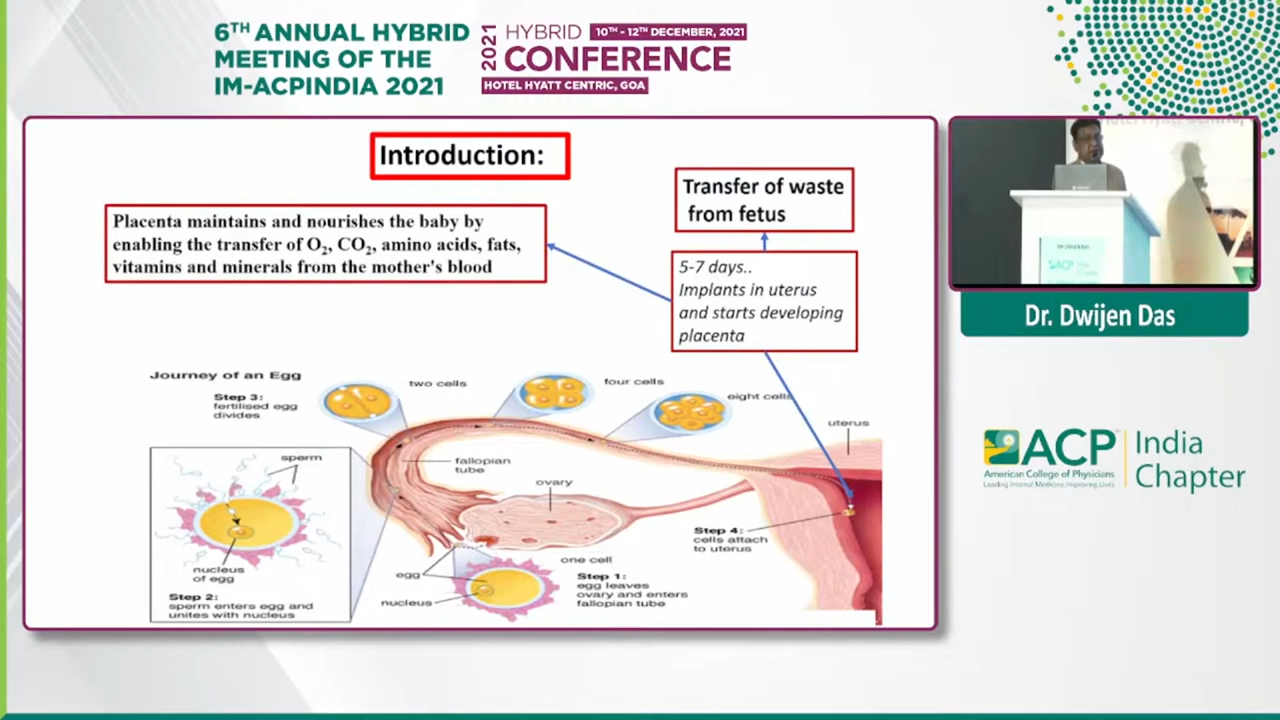 6TH ANNUAL HYBRID
MEETING OF THE
IM-ACPINDIA 2021
2021
HYBRID
10TH - 12TH DECEMBER, 2021
CONFERENCE
HOTEL HYATT CENTRIC, GOA
Introduction:
Placenta maintains and nourishes the baby by
enabling the transfer of O2, CO2, amino acids, fats,
vitamins and minerals from the mother's blood
Transfer of waste
from fetus
5-7 days..
Implants in uterus
and starts developing
placenta
Journey of an Egg
Step 3:
fertilised egg
divides
two cells
four cells
eight cells
uterus
sperm
fallopian
tube
ovary
Step 4:
cells attach
to uterus
nucleus
of egg
Step 2:
sperm enters egg and
unites with nucleus
egg
nucleus
one cell
Step 1:
egg leaves
ovary and enters
fallopian tube
ACP
Dr. Dwijen Das
ACP
American College of Physicians
Leading Internal Medicine, Improving Lives
India
Chapter